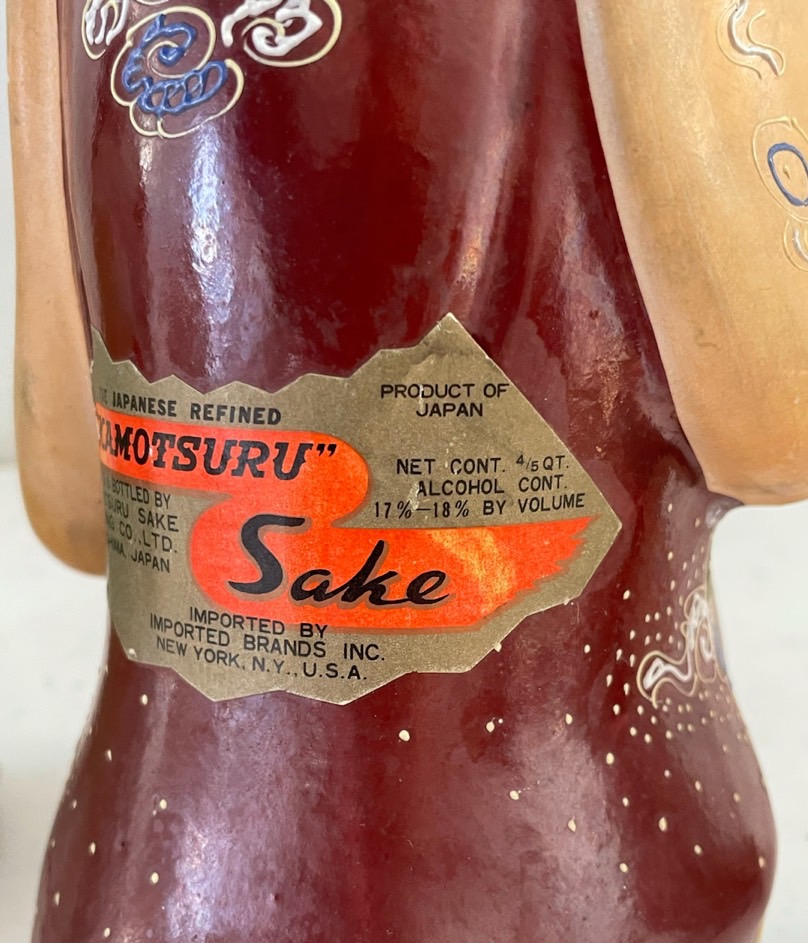 JAPANESE REFINED
KAMOTSURU”
BOTTLED BY
SAKE
CO., LTD.
JAPAN
Sake
PRODUCT OF
JAPAN
NET CONT. 4/5 QT.
ALCOHOL CONT.
17%–18% BY VOLUME
IMPORTED BY
IMPORTED BRANDS INC.
NEW YORK, N.Y., U.S.A.